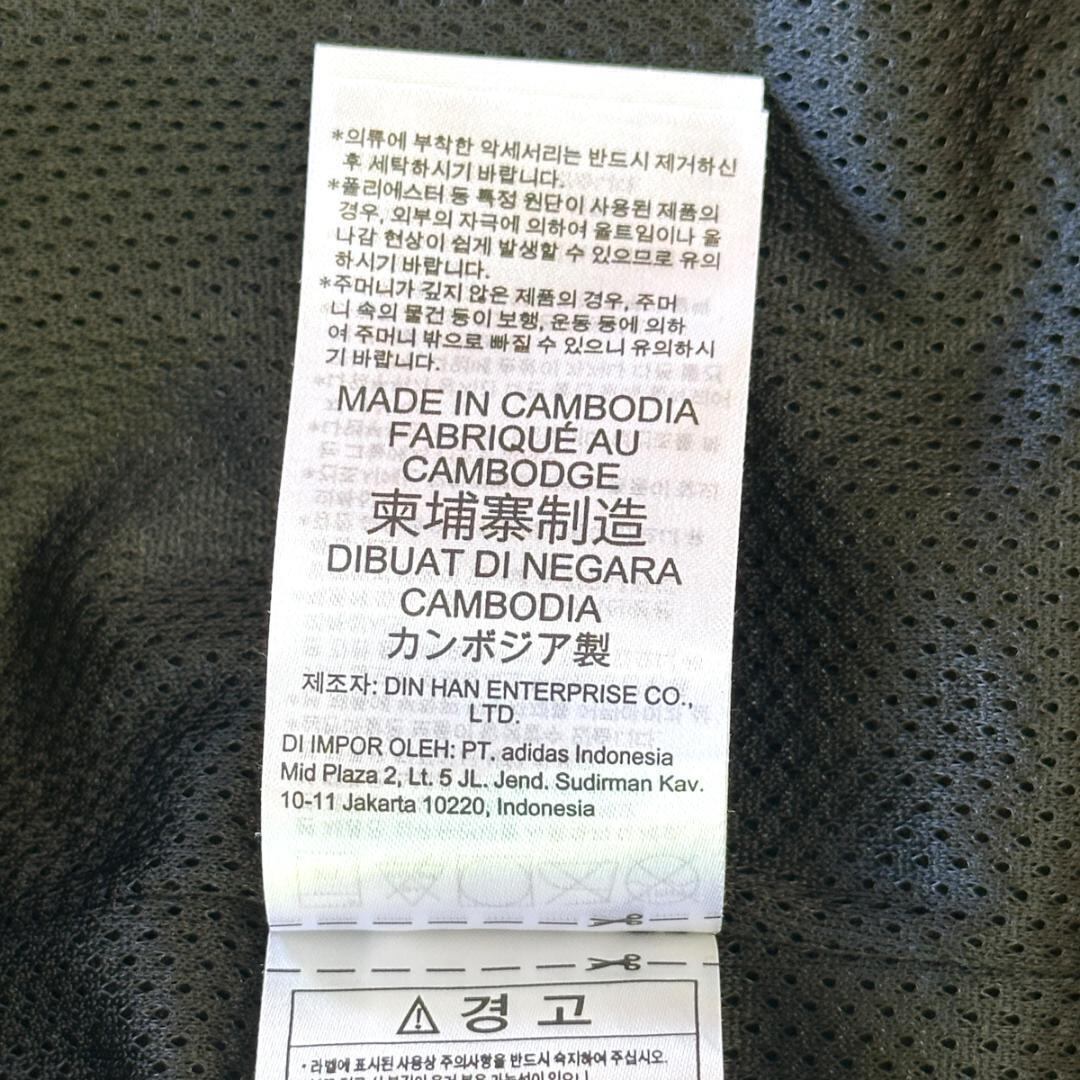 *의류에 부착한 악세서리는 반드시 제거하신
후 세탁하시기 바랍니다.
*폴리에스터 등 특정 원단이 사용된 제품의
경우, 외부의 자극에 의하여 올트임이나 올
나감 현상이 쉽게 발생할 수 있으므로 유의
하시기 바랍니다.
*주머니가 깊지 않은 제품의 경우, 주머
니 속의 물건 등이 보행, 운동 등에 의하
여 주머니 밖으로 빠질 수 있으니 유의하시
기 바랍니다.
MADE IN CAMBODIA
FABRIQUÉ AU
CAMBODGE
柬埔寨制造
DIBUAT DI NEGARA
CAMBODIA
カンボジア製
제조자: DIN HAN ENTERPRISE CO.,
LTD.
DI IMPOR OLEH: PT. adidas Indonesia
Mid Plaza 2, Lt. 5 JL. Jend. Sudirman Kav.
10-11 Jakarta 10220, Indonesia
경 고
· 라벨에 표시된 사용상 주의사항을 반드시 숙지하여 주십시오.